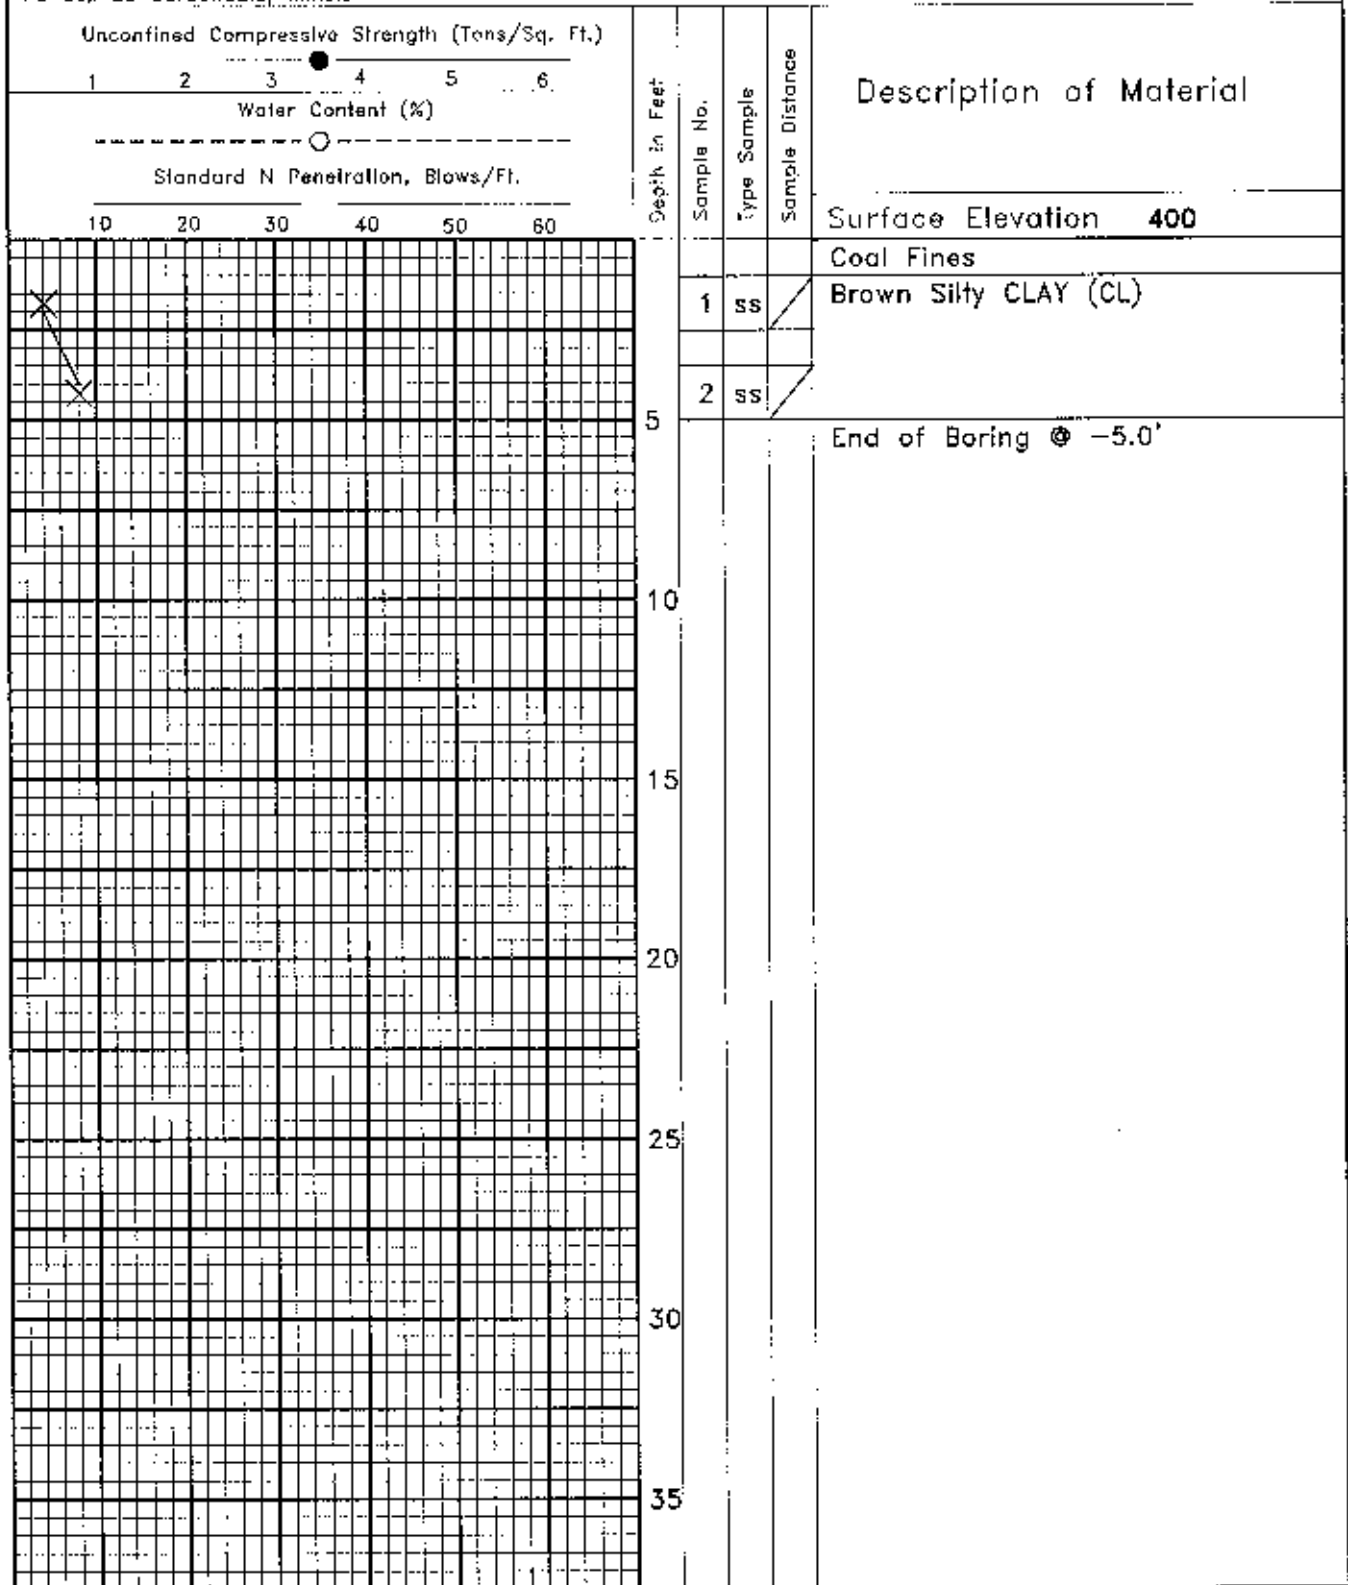 Unconfined Compressive Strength (Tons/Sq. Ft.)
1 2 3 4 5 6
Water Content (%)
Standard N Penetration, Blows/Ft.
10 20 30 40 50 60
Depth in Feet
Sample No.
Type Sample
Sample Distance
Description of Material
Surface Elevation 400
Coal Fines
1 ss Brown Silty CLAY (CL)
2 ss
5
End of Boring @ -5.0'
10
15
20
25
30
35